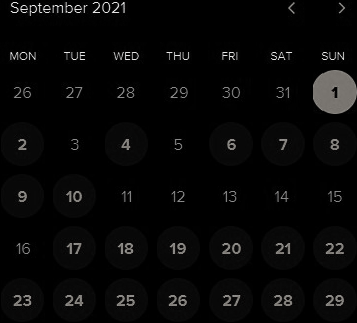 September 2021
MON TUE WED THU FRI SAT SUN
26 27 28 29 30 31 1
2 3 4 5 6 7 8
9 10 11 12 13 14 15
16 17 18 19 20 21 22
23 24 25 26 27 28 29